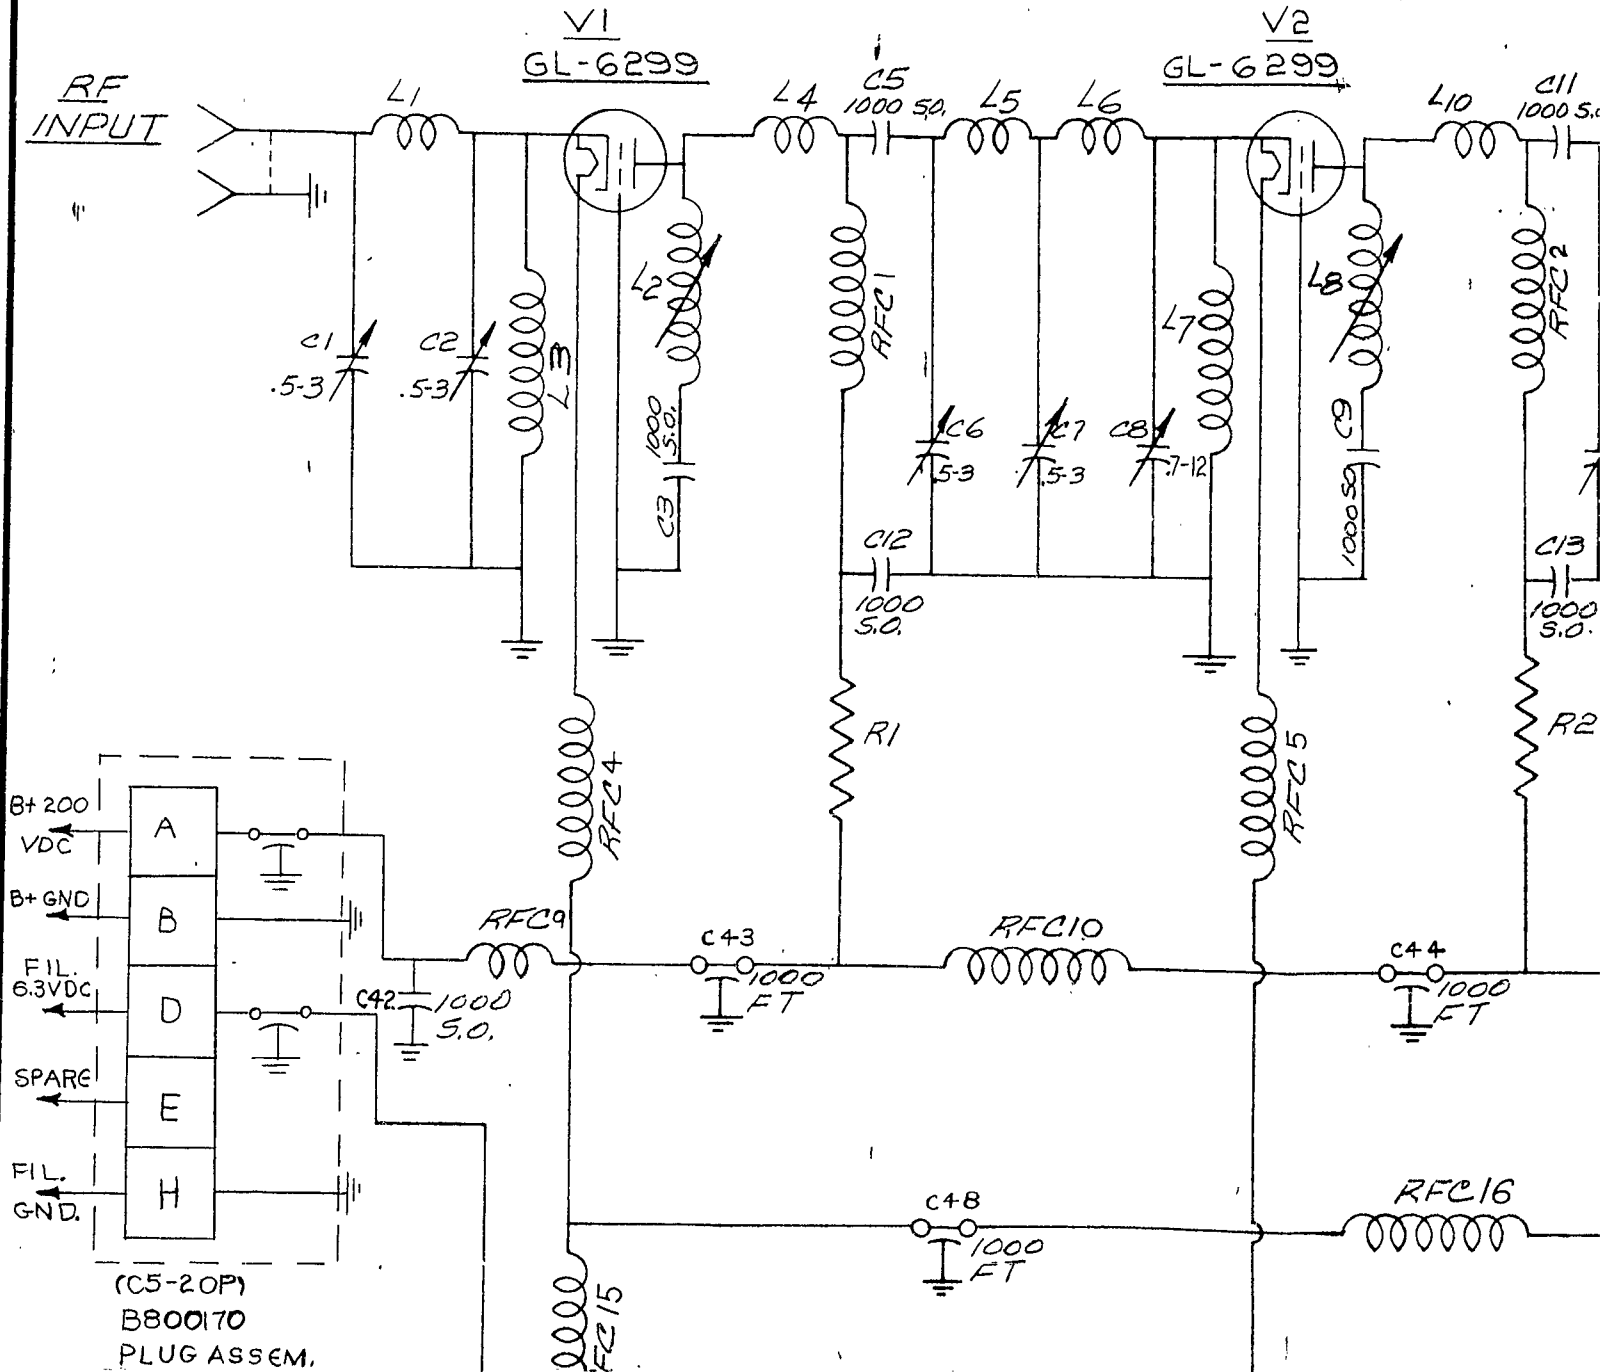 V1
GL-6299
V2
GL-6299
RF
INPUT
L1
L4
C5
1000 S.O.
L5
L6
L10
C11
1000 S.O
L2
RFC1
L8
RFC2
C1
.5-3
C2
.5-3
L3
L7
1000
S.O.
C3
C6
.5-3
C7
.5-3
C8
.7-12
C9
1000 SO
C12
1000
S.O.
C13
1000
S.O.
R1
R2
RFC4
RFC5
B+ 200
VDC
A
B+ GND
B
FIL.
6.3VDC
D
SPARE
E
FIL.
GND.
H
RFC9
C43
1000
FT
RFC10
C44
1000
FT
C42
1000
S.O.
C48
1000
FT
RFC16
FC15
(C5-20P)
B800170
PLUG ASSEM.